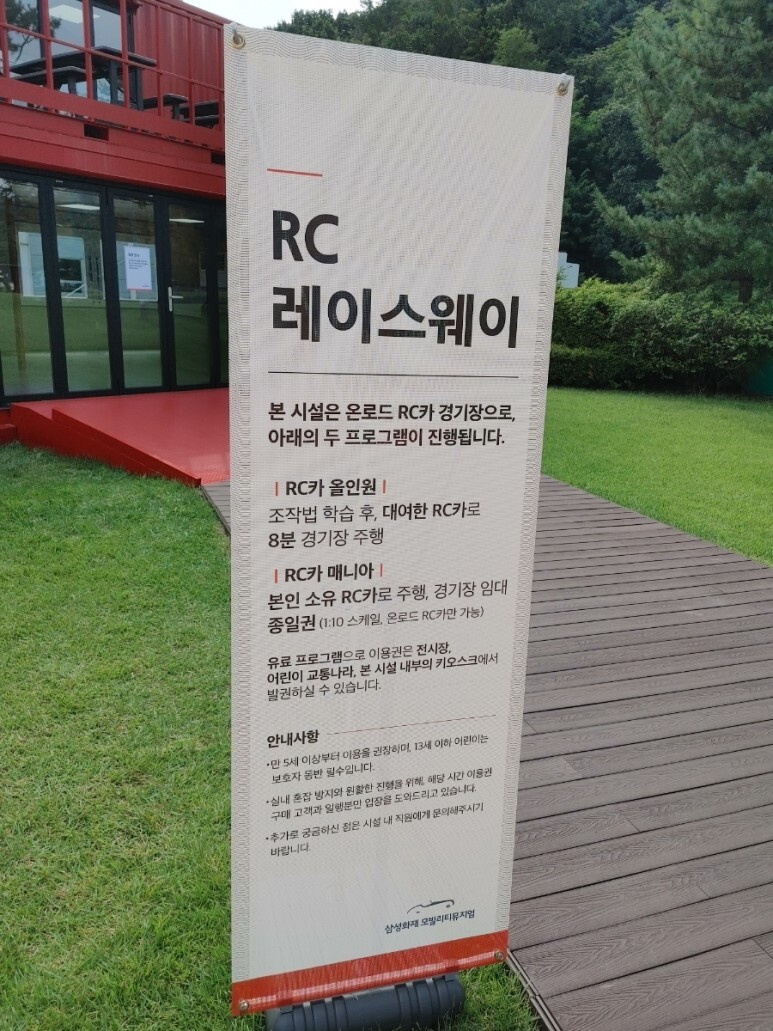 RC
레이스웨이
본 시설은 온로드 RC카 경기장으로,
아래의 두 프로그램이 진행됩니다.
| RC카 올인원 |
조작법 학습 후, 대여한 RC카로
8분 경기장 주행
| RC카 매니아 |
본인 소유 RC카로 주행, 경기장 임대
종일권 (1:10 스케일, 온로드 RC카만 가능)
유료 프로그램으로 이용권은 전시장,
어린이 교통나라, 본 시설 내부의 키오스크에서
발권하실 수 있습니다.
안내사항
·만 5세 이상부터 이용을 권장하며, 13세 이하 어린이는
보호자 동반 필수입니다.
·실내 혼잡 방지와 원활한 진행을 위해, 해당 시간 이용권
구매 고객과 일행분만 입장을 도와드리고 있습니다.
·추가로 궁금하신 점은 시설 내 직원에게 문의해주시기
바랍니다.
삼성화재 모빌리티뮤지엄